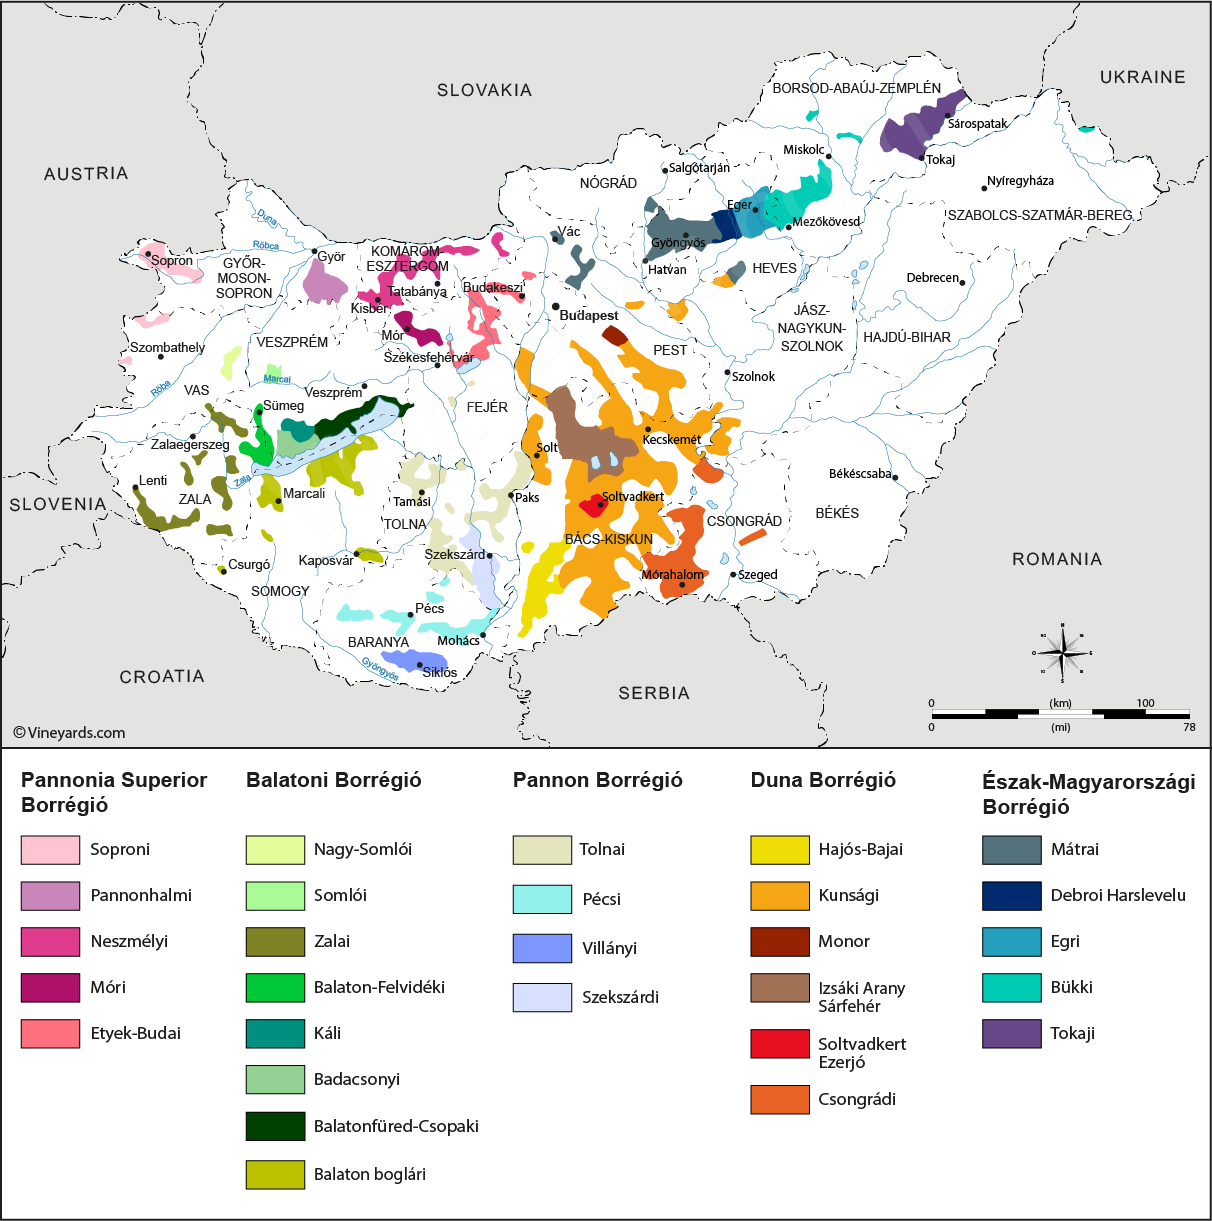 SLOVAKIA
UKRAINE
BORSOD-ABAÚJ-ZEMPLÉN
Sárospatak
AUSTRIA
Miskolc
Tokaj
Salgótarján
NÓGRÁD
Nyíregyháza
Duna
Eger
SZABOLCS-SZATMÁR-BEREG
Mezőkövesd
Vác
Gyöngyös
Rőbca
Sopron
Győr
KOMÁROM-
ESZTERGOM
GYŐR-
MOSON-
SOPRON
Hatvan
HEVES
Debrecen
Tatabánya
Budakeszi
Kisbér
Budapest
JÁSZ-
NAGYKUN-
SZOLNOK
Mór
VESZPRÉM
HAJDÚ-BIHAR
Szombathely
Székesfehérvár
PEST
Marcai
Szolnok
Rőba
VAS
Veszprém
Sümeg
FEJÉR
Zalaegerszeg
Kecskemét
Solt
Zala
Lenti
Békéscsaba
ZALA
Marcali
Tamási
Paks
Soltvadkert
SLOVENIA
TOLNA
CSONGRÁD
BÉKÉS
BÁCS-KISKUN
Csurgó
Kaposvár
Szekszárd
ROMANIA
Mórahalom
Szeged
SOMOGY
Pécs
BARANYA
Mohács
Gyöngyös
Siklós
CROATIA
SERBIA
N
S
O
E
0
(km)
100
0
(mi)
78
© Vineyards.com
Pannonia Superior
Borrégió
Soproni
Pannonhalmi
Neszmélyi
Móri
Etyek-Budai
Balatoni Borrégió
Nagy-Somlói
Somlói
Zalai
Balaton-Felvidéki
Káli
Badacsonyi
Balatonfüred-Csopaki
Balaton boglári
Pannon Borrégió
Tolnai
Pécsi
Villányi
Szekszárdi
Duna Borrégió
Hajós-Bajai
Kunsági
Monor
Izsáki Arany
Sárfehér
Soltvadkert
Ezerjó
Csongrádi
Észak-Magyarországi
Borrégió
Mátrai
Debroi Harslevelu
Egri
Bükki
Tokaji